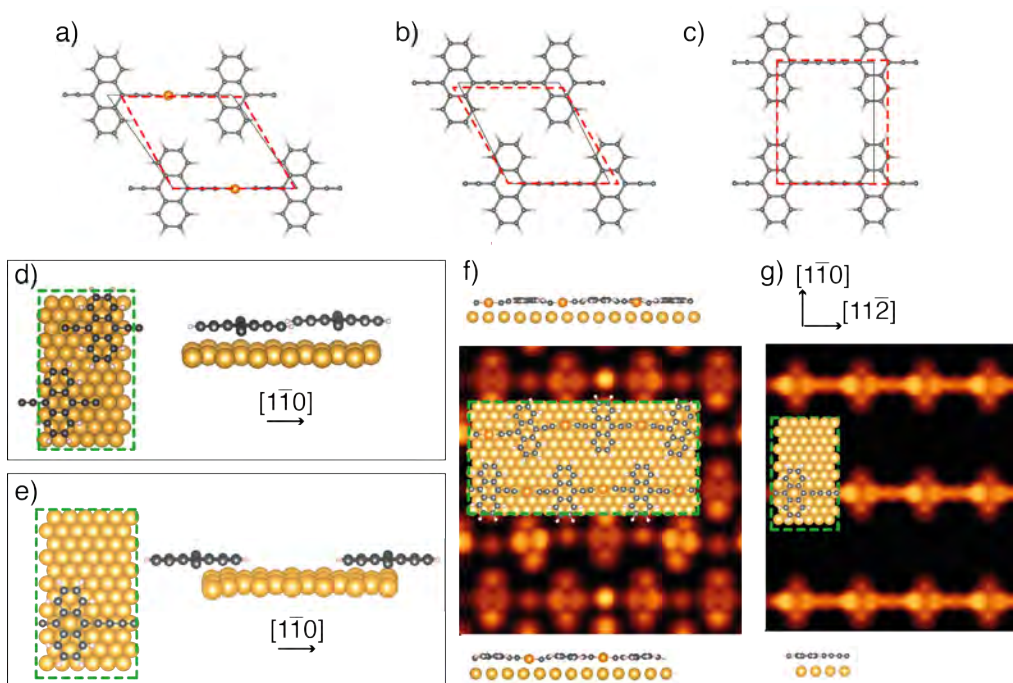 a)
b)
c)
d)
[11̅0]
e)
[11̅0]
f)
g)
[11̅0]
[112̅]